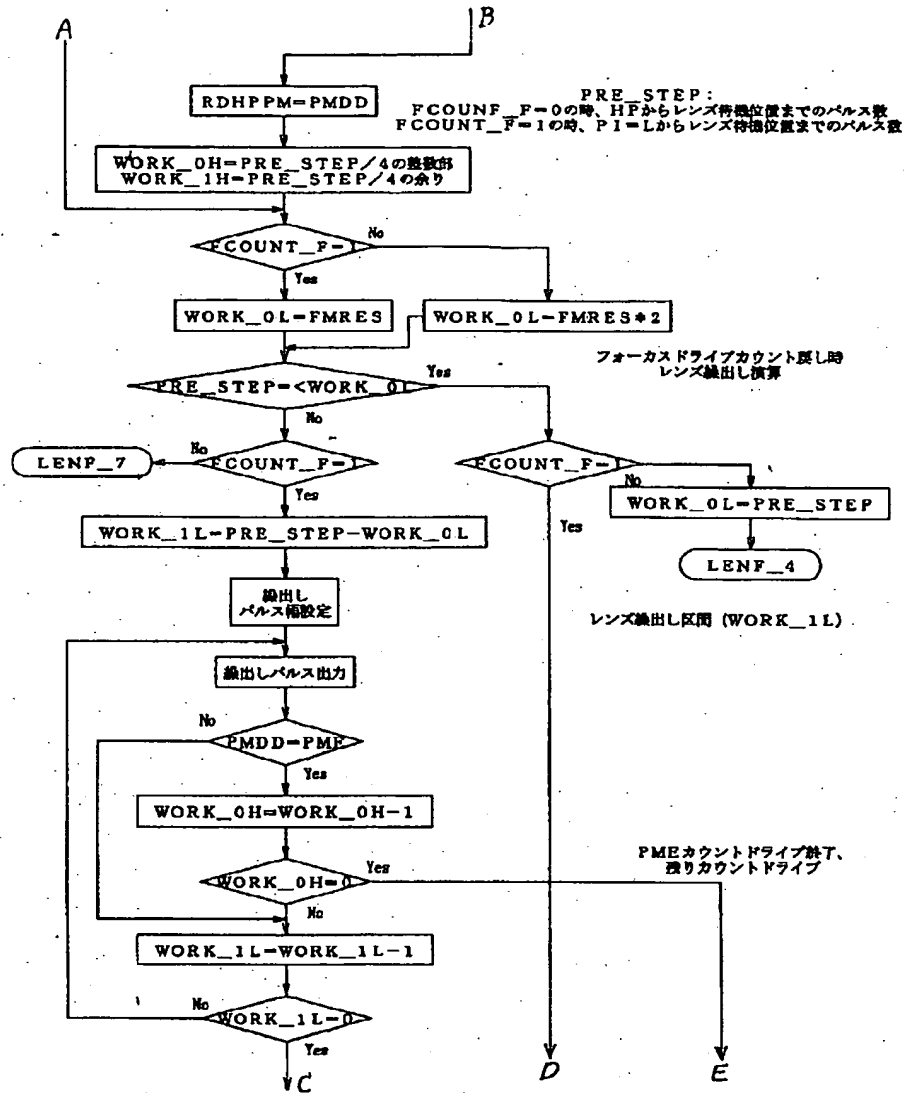 A
B
RDHPPM=PMDD
PRE_STEP:
FCOUNF_F=0の時、HPからレンズ待機位置までのパルス数
FCOUNT_F=1の時、PI=Lからレンズ待機位置までのパルス数
WORK_0H=PRE_STEP/4の整数部
WORK_1H=PRE_STEP/4の余り
FCOUNT_F=1
No
Yes
WORK_0L=FMRES
WORK_0L=FMRES*2
フォーカスドライブカウント戻し時
レンズ繰出し演算
PRE_STEP=<WORK_0L
Yes
No
LENF_7
No
FCOUNT_F=1
Yes
FCOUNT_F=1
No
Yes
WORK_0L=PRE_STEP
LENF_4
WORK_1L=PRE_STEP-WORK_0L
繰出し
パルス幅設定
レンズ繰出し区間(WORK_1L)
繰出しパルス出力
No
PMDD=PME
Yes
WORK_0H=WORK_0H-1
PMEカウントドライブ終了、
残りカウントドライブ
WORK_0H=0
Yes
No
WORK_1L=WORK_1L-1
No
WORK_1L=0
Yes
C
D
E